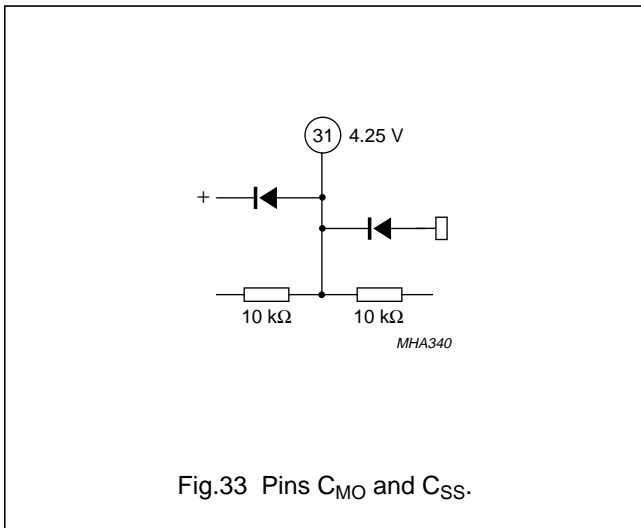 31 4.25 V
+
10 kΩ 10 kΩ
MHA340
Fig.33 Pins CMO and CSS.